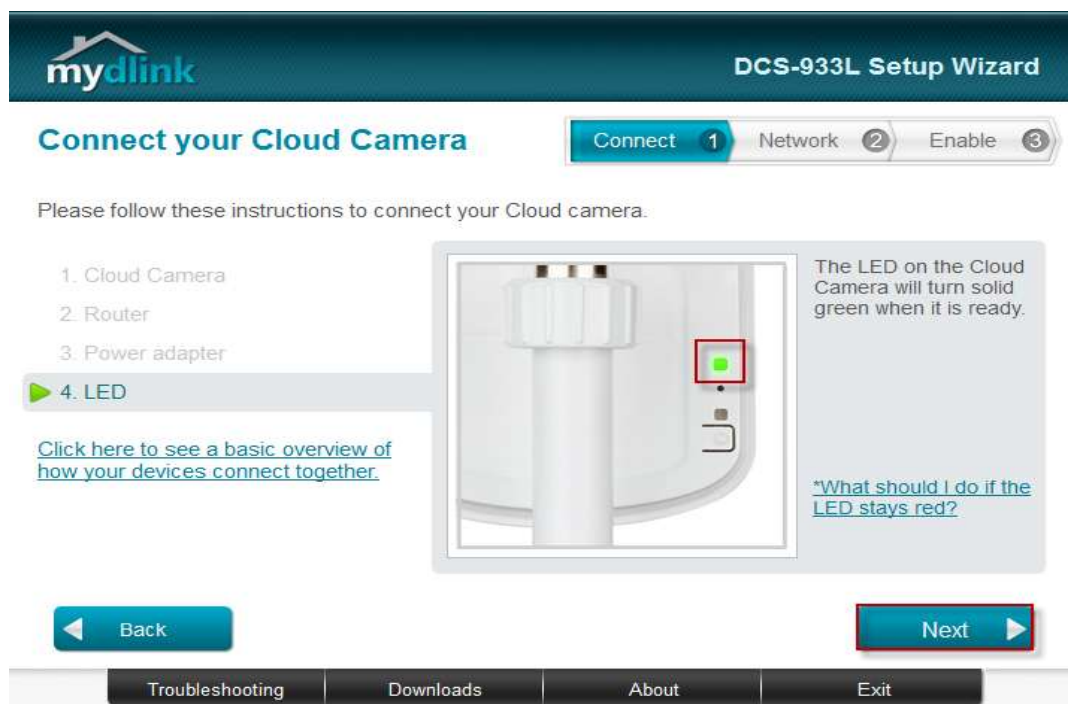 mydlink
DCS-933L Setup Wizard
Connect your Cloud Camera
Connect 1 Network 2 Enable 3
Please follow these instructions to connect your Cloud camera.
1. Cloud Camera
2. Router
3. Power adapter
4. LED
Click here to see a basic overview of
how your devices connect together.
The LED on the Cloud
Camera will turn solid
green when it is ready.
*What should I do if the
LED stays red?
Back
Next
Troubleshooting Downloads About Exit